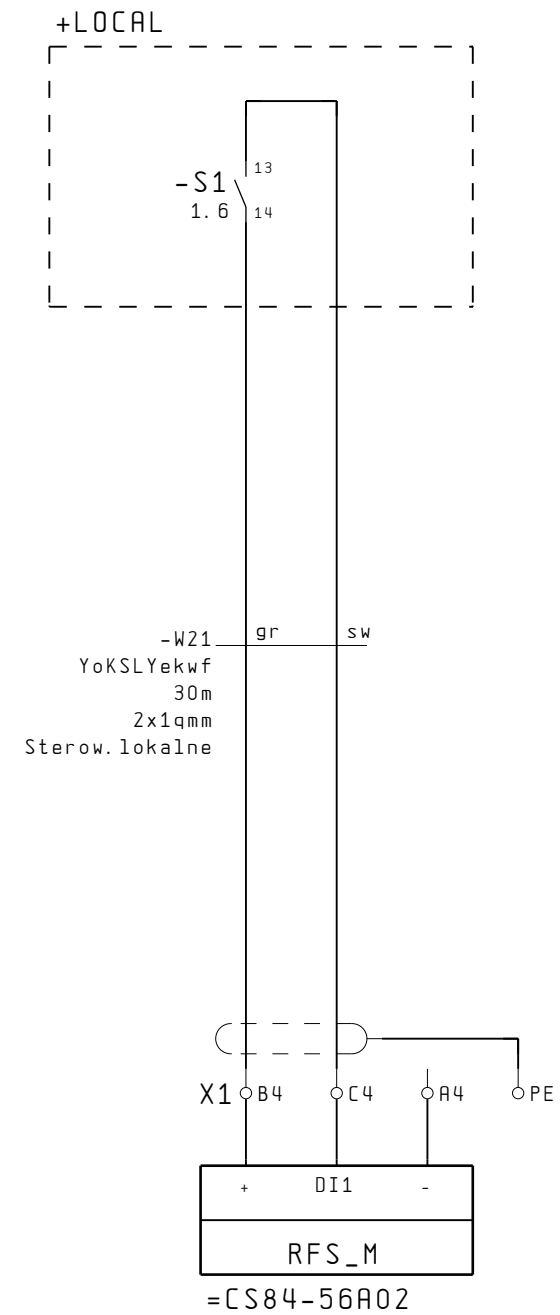 +LOCAL
13
-S1
1.6
14
gr
sw
-W21
YoKSLYekwf
30m
2x1qmm
Sterow.lokalne
X1 B4 C4 A4 PE
+ DI1 -
RFS_M
=CS84-56A02